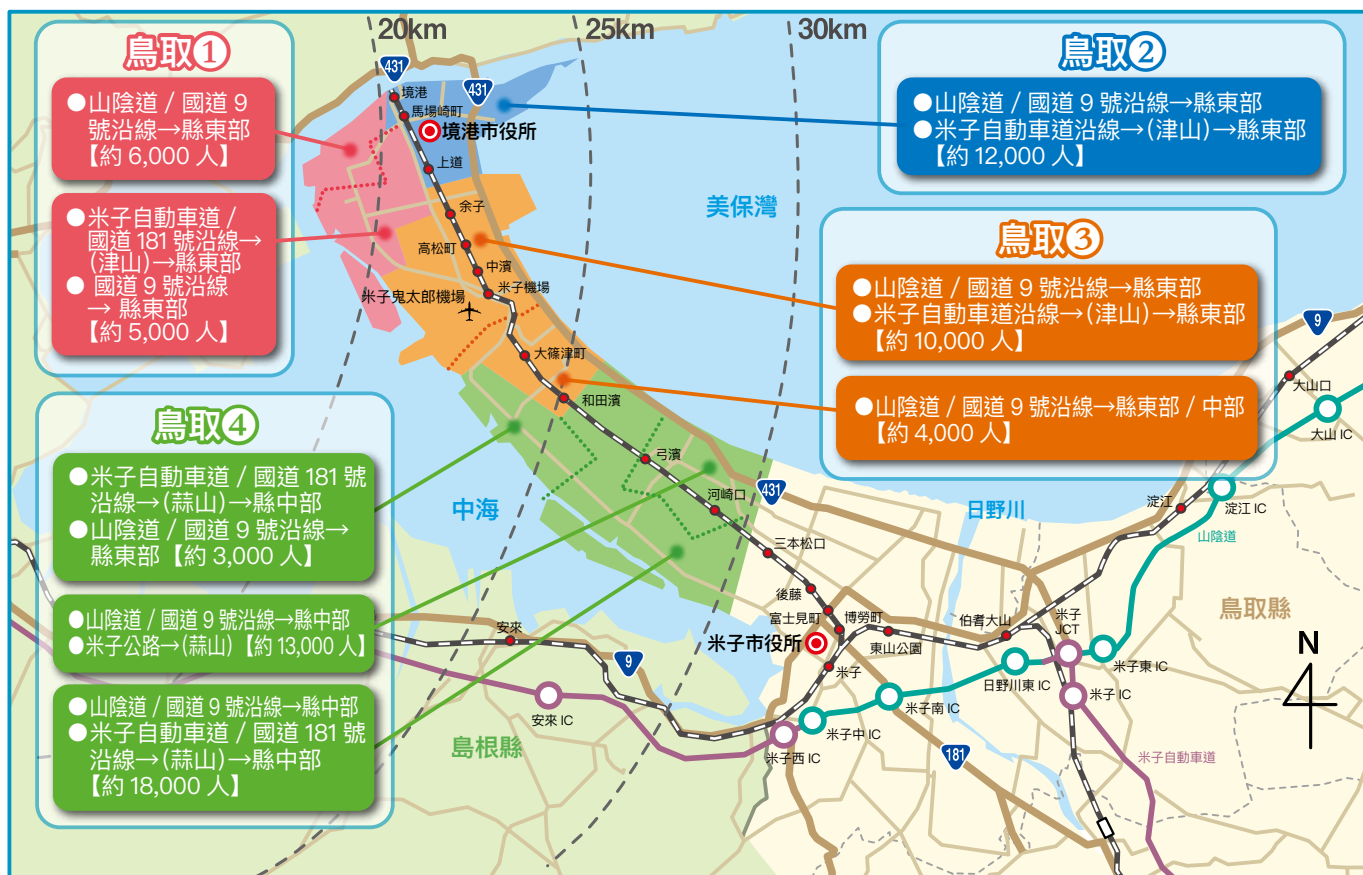 20km
25km
30km
鳥取①
●山陰道 / 國道 9
號沿線→縣東部
【約 6,000 人】
●米子自動車道 /
國道 181 號沿線→
(津山)→縣東部
● 國道 9 號沿線
→ 縣東部
【約 5,000 人】
鳥取②
●山陰道 / 國道 9 號沿線→縣東部
●米子自動車道沿線→(津山)→縣東部
【約 12,000 人】
鳥取③
●山陰道 / 國道 9 號沿線→縣東部
●米子自動車道沿線→(津山)→縣東部
【約 10,000 人】
●山陰道 / 國道 9 號沿線→縣東部 / 中部
【約 4,000 人】
鳥取④
●米子自動車道 / 國道 181 號
沿線→(蒜山)→縣中部
●山陰道 / 國道 9 號沿線→
縣東部【約 3,000 人】
●山陰道 / 國道 9 號沿線→縣中部
●米子公路→(蒜山)【約 13,000 人】
●山陰道 / 國道 9 號沿線→縣中部
●米子自動車道 / 國道 181 號
沿線→(蒜山)→縣中部
【約 18,000 人】
431
431
境港
馬場崎町
境港市役所
上道
余子
高松町
中濱
米子機場
米子鬼太郎機場
大篠津町
和田濱
弓濱
河崎口
431
三本松口
後藤
富士見町
博勞町
米子市役所
東山公園
米子
伯耆大山
淀江
大山口
9
大山 IC
淀江 IC
山陰道
美保灣
中海
日野川
鳥取縣
島根縣
安來
9
安來 IC
米子西 IC
米子中 IC
米子南 IC
日野川東 IC
米子
JCT
米子東 IC
米子 IC
181
米子自動車道
N